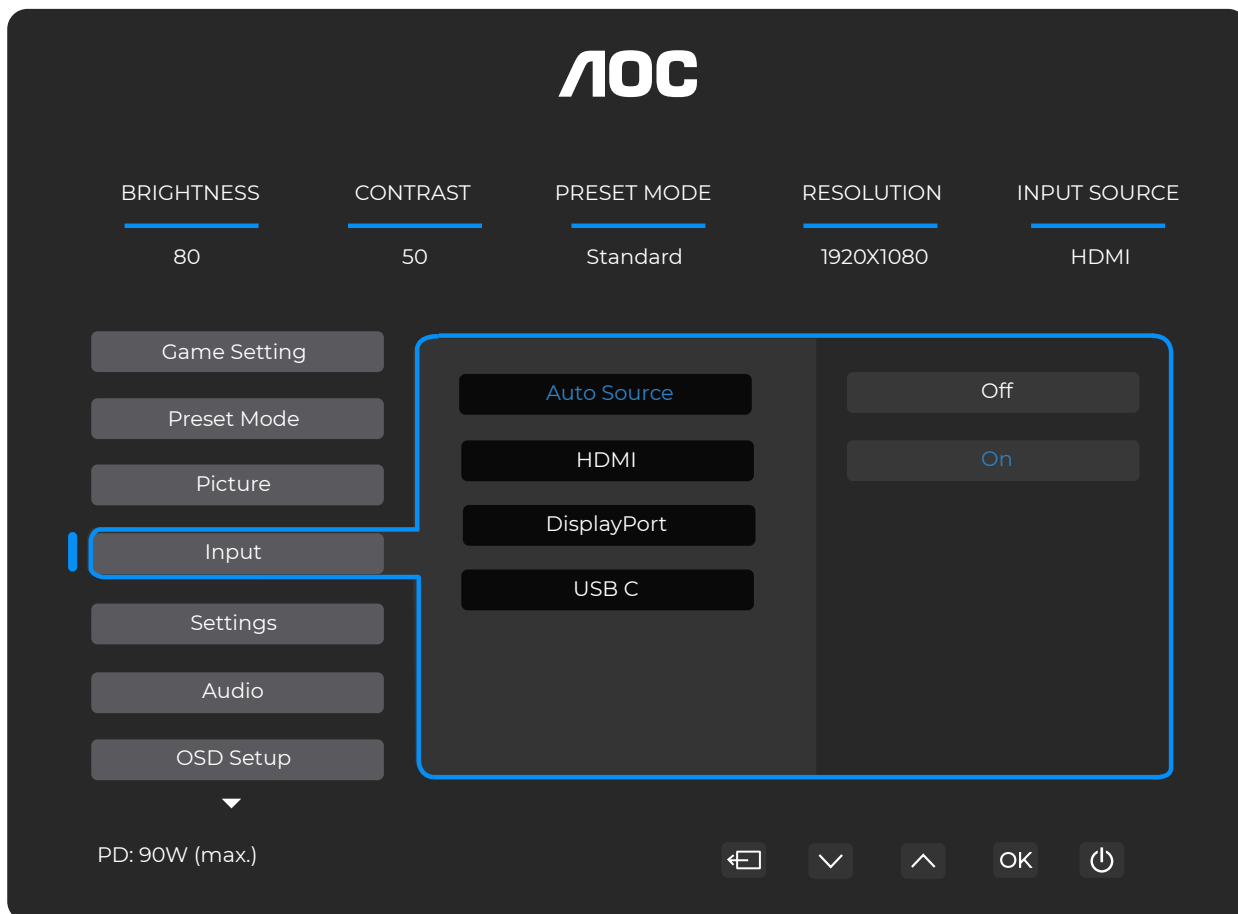 AOC
BRIGHTNESS CONTRAST PRESET MODE RESOLUTION INPUT SOURCE
80 50 Standard 1920X1080 HDMI
Game Setting
Preset Mode
Picture
Input
Settings
Audio
OSD Setup
Auto Source
HDMI
DisplayPort
USB C
Off
On
PD: 90W (max.)
OK